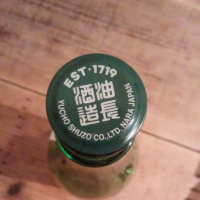 EST·1719
油長
酒造
YUCHO SHUZO CO.,LTD. NARA JAPAN